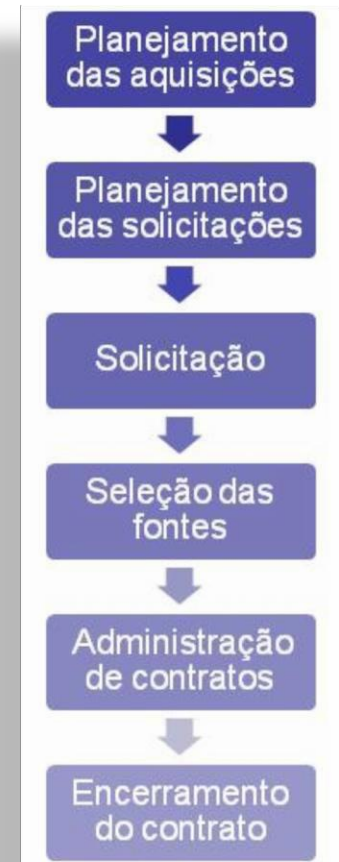 Planejamento
das aquisições
Planejamento
das solicitações
Solicitação
Seleção das
fontes
Administração
de contratos
Encerramento
do contrato